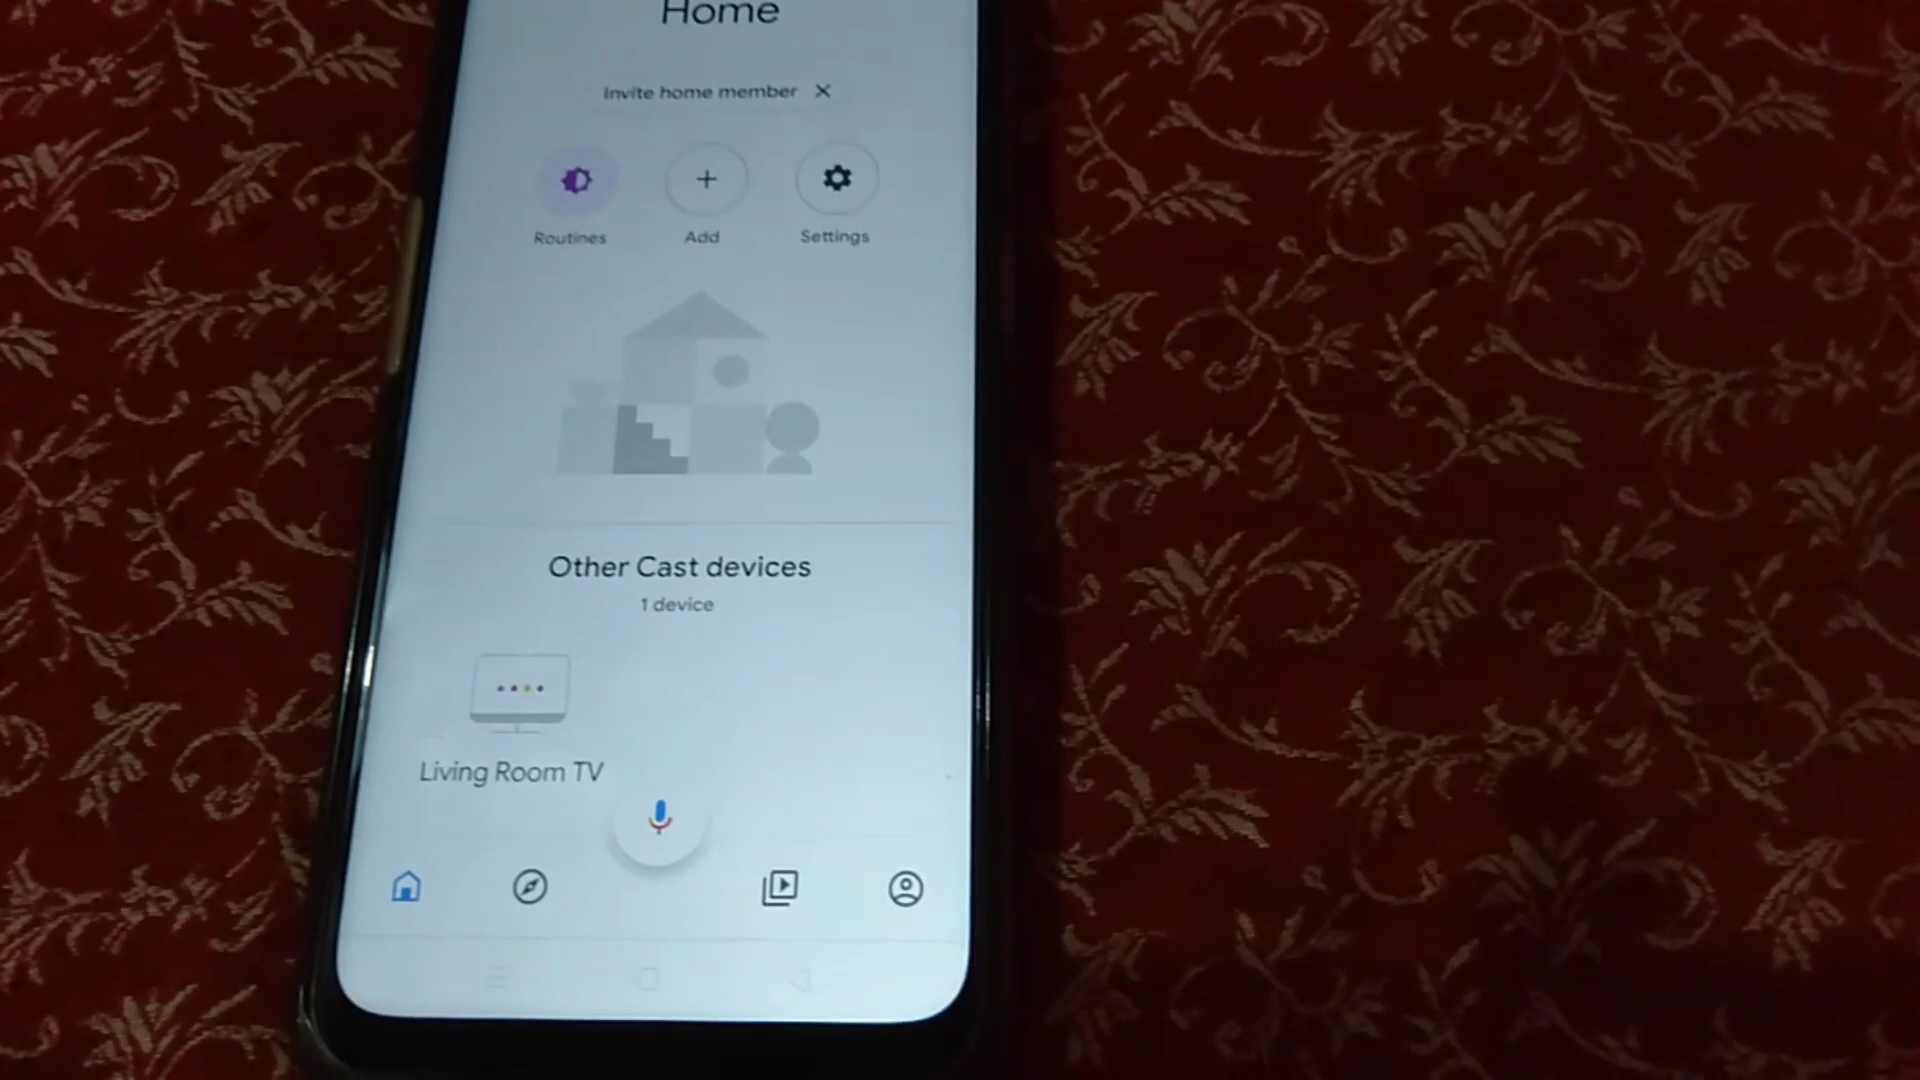 Home
Invite home member
Routines Add Settings
Other Cast devices
1 device
Living Room TV